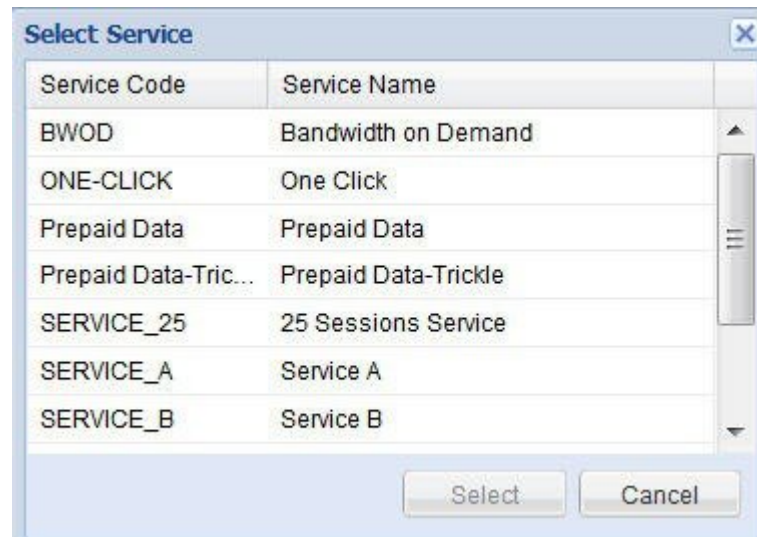 Select Service
Service Code Service Name
BWOD Bandwidth on Demand
ONE-CLICK One Click
Prepaid Data Prepaid Data
Prepaid Data-Tric... Prepaid Data-Trickle
SERVICE_25 25 Sessions Service
SERVICE_A Service A
SERVICE_B Service B
Select Cancel